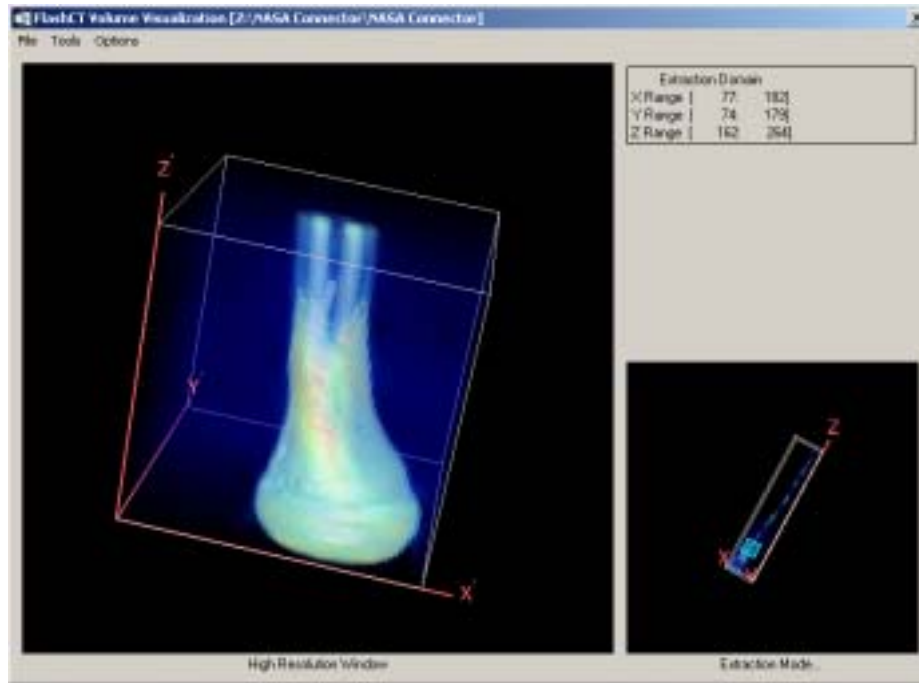 FlashCT Volume Visualization [Z:\NASA Connector\NASA Connector]
File Tools Options
Extraction Domain
X Range [ 77: 182]
Y Range [ 74: 179]
Z Range [ 162: 264]
Z'
Y'
X'
Z
X
High Resolution Window
Extraction Mode...